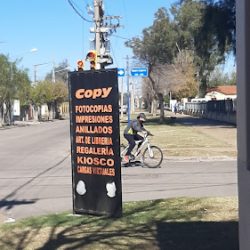 Copy
FOTOCOPIAS
IMPRESIONES
ANILLADOS
ART. DE LIBRERIA
REGALERÍA
KIOSCO
CARGAS VIRTUALES